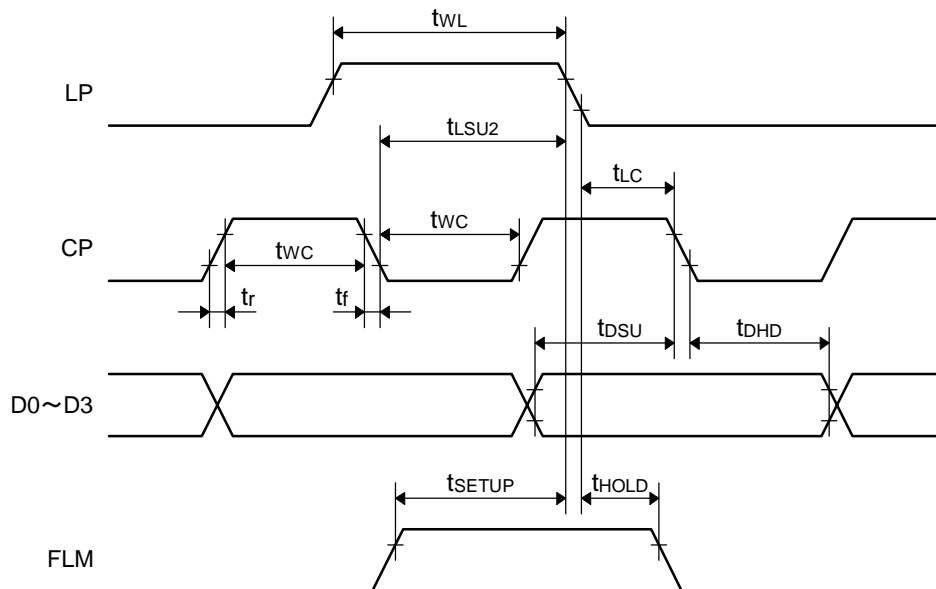 tWL
LP
tLSU2
tLC
tWC
CP
tWC
tr
tf
tDSU
tDHD
D0～D3
tSETUP
tHOLD
FLM